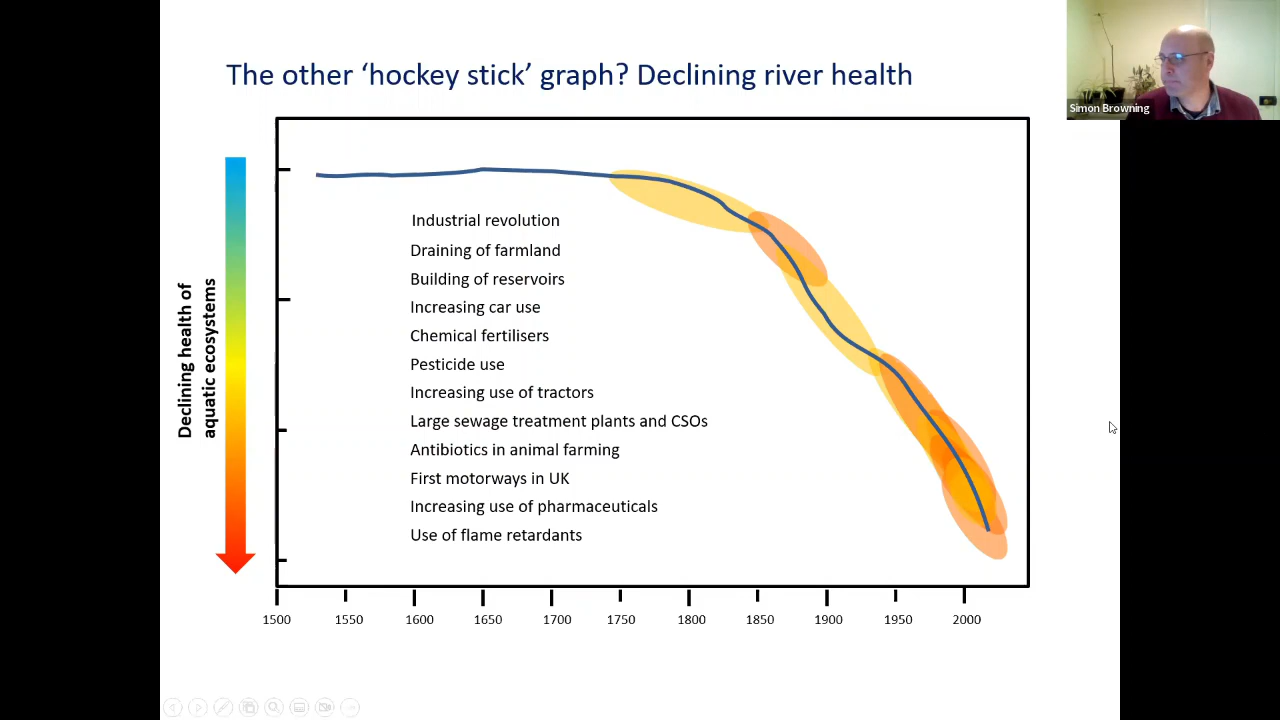 The other ‘hockey stick’ graph? Declining river health
Simon Browning
Declining health of
aquatic ecosystems
Industrial revolution
Draining of farmland
Building of reservoirs
Increasing car use
Chemical fertilisers
Pesticide use
Increasing use of tractors
Large sewage treatment plants and CSOs
Antibiotics in animal farming
First motorways in UK
Increasing use of pharmaceuticals
Use of flame retardants
1500 1550 1600 1650 1700 1750 1800 1850 1900 1950 2000